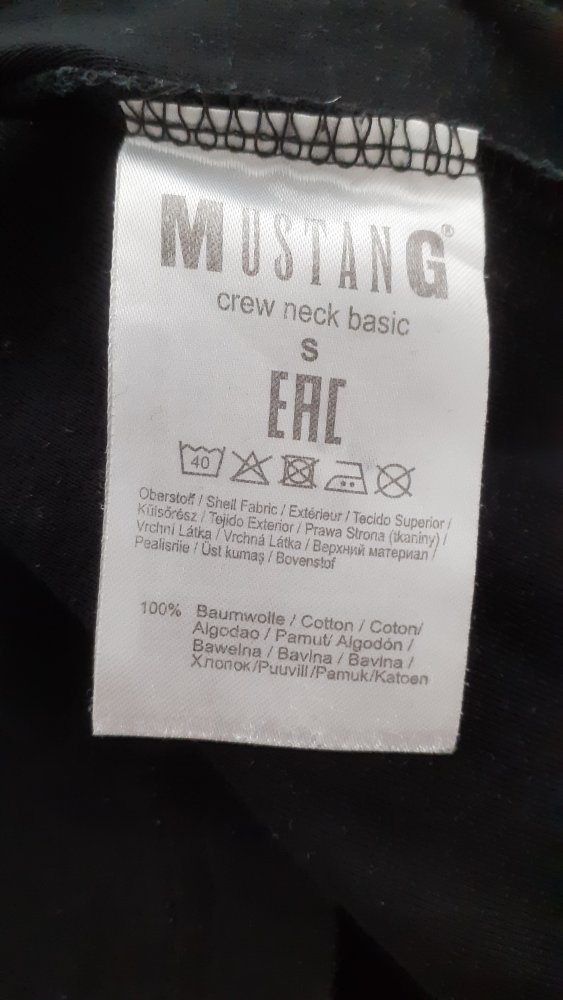 MUSTANG®
crew neck basic
S
EAC
40
Oberstoff / Shell Fabric / Extérieur / Tecido Superior /
Külsőrész / Tejido Exterior / Prawa Strona (tkaniny) /
Vrchní Látka / Vrchná Látka / Верхний материал /
Pealisriie / Üst kumaş / Bovenstof
100% Baumwolle / Cotton / Coton/
Algodao / Pamut/ Algodón /
Bawełna / Bavlna / Bavlna /
Хлопок/Puuvill/Pamuk/Katoen